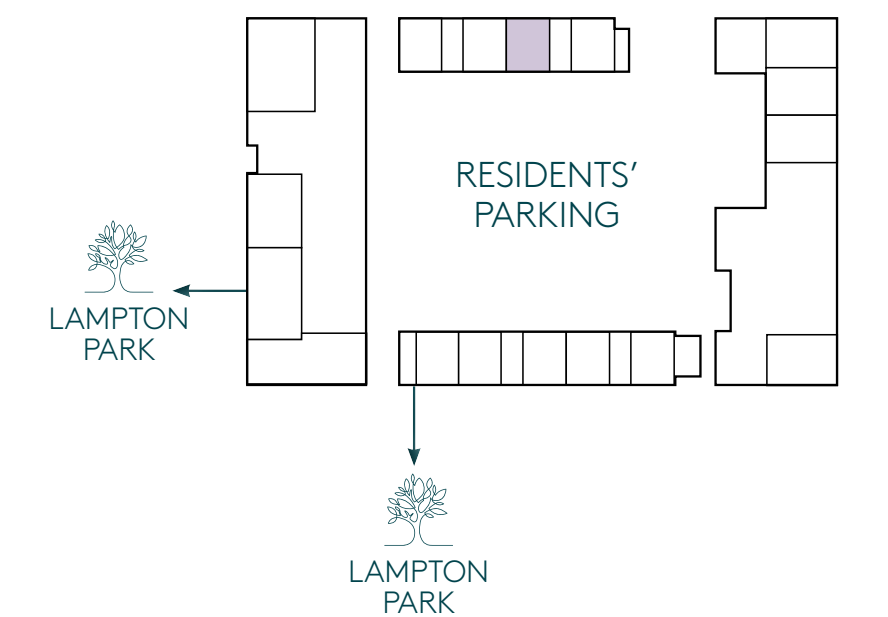 RESIDENTS’
PARKING
LAMPTON
PARK
LAMPTON
PARK